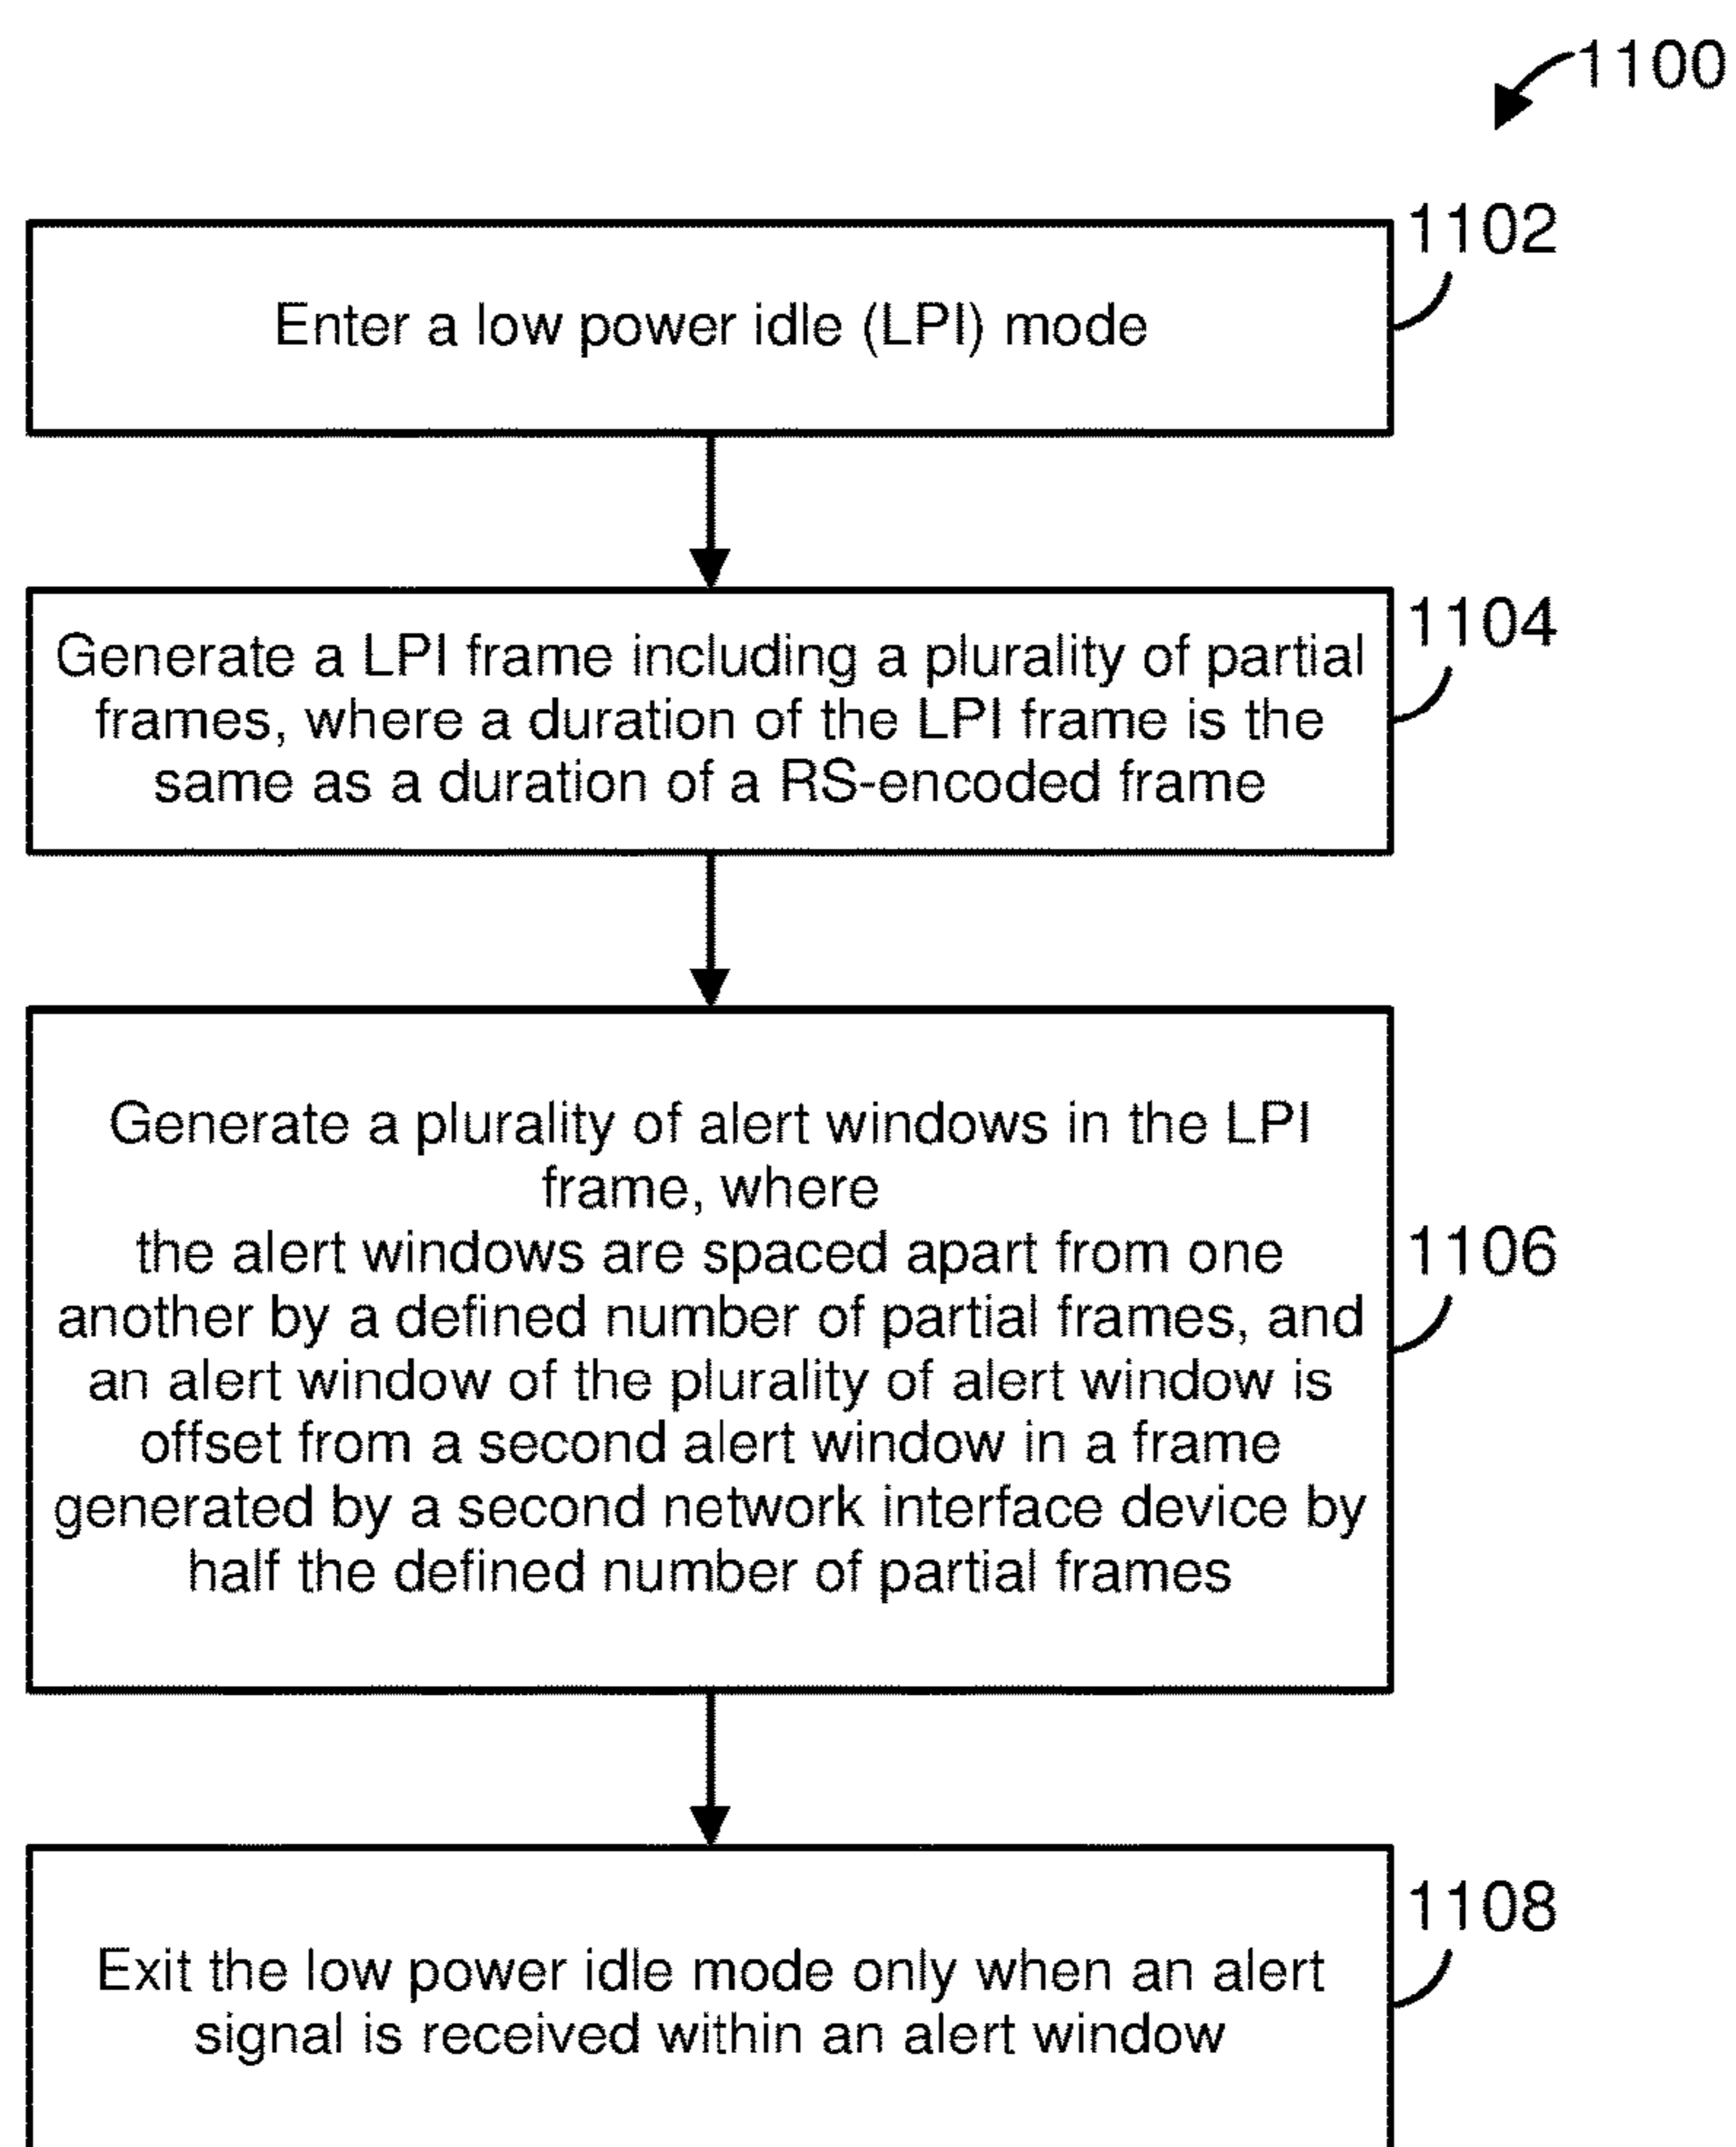 1100
1102
Enter a low power idle (LPI) mode
1104
Generate a LPI frame including a plurality of partial
frames, where a duration of the LPI frame is the
same as a duration of a RS-encoded frame
Generate a plurality of alert windows in the LPI
frame, where
the alert windows are spaced apart from one
another by a defined number of partial frames, and
an alert window of the plurality of alert window is
offset from a second alert window in a frame
generated by a second network interface device by
half the defined number of partial frames
1106
1108
Exit the low power idle mode only when an alert
signal is received within an alert window